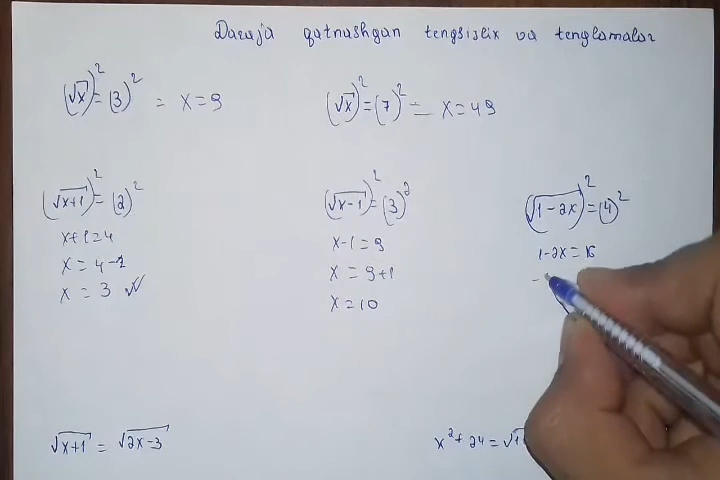 Daraja qatnashgan tengsizlik va tenglamalar
(√x)² = (3)² = x = 9
(√x)² = (7)² = x = 49
(√x+1)² = (2)²
x+1 = 4
x = 4-1
x = 3
(√x-1)² = (3)²
x-1 = 9
x = 9+1
x = 10
(√1-2x)² = (4)²
1-2x = 16
-
√x+1 = √2x-3
x² + 24 = √1